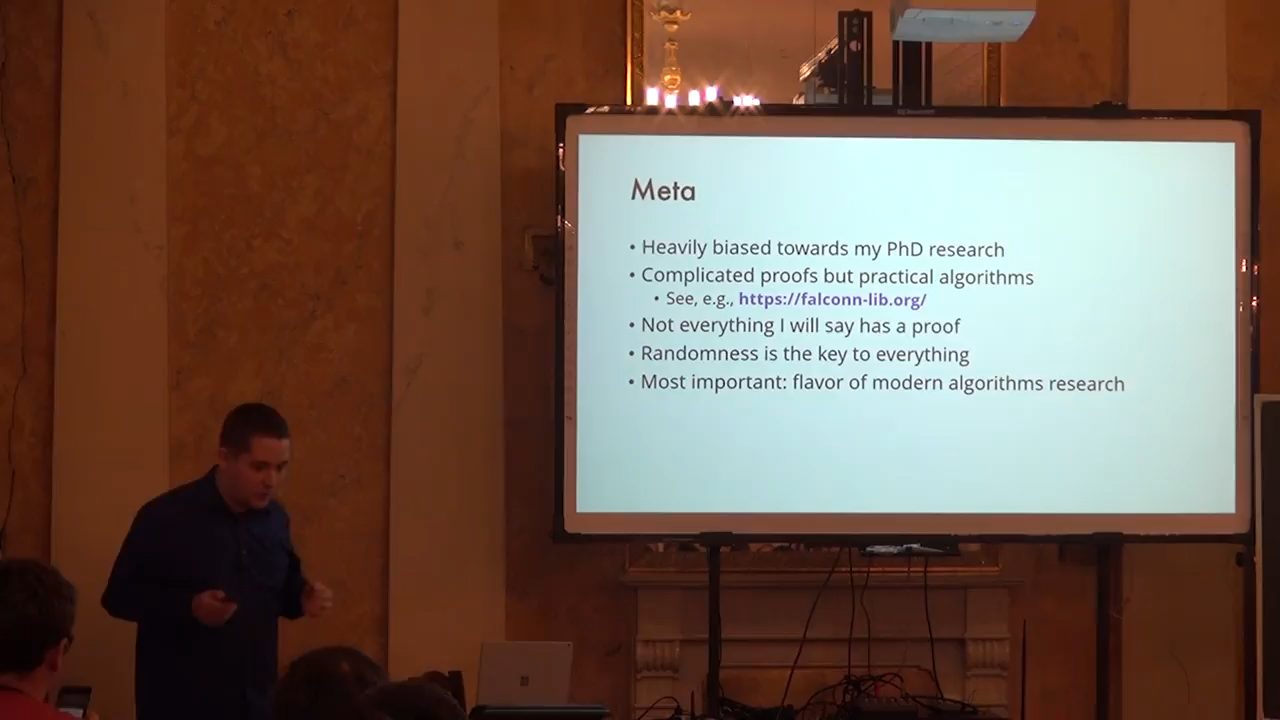 Meta
• Heavily biased towards my PhD research
• Complicated proofs but practical algorithms
• See, e.g., https://falconn-lib.org/
• Not everything I will say has a proof
• Randomness is the key to everything
• Most important: flavor of modern algorithms research